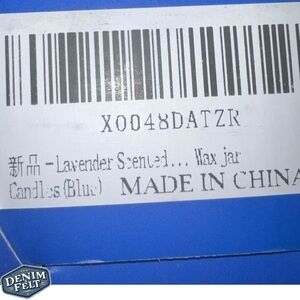 X0048DATZR
新品 - Lavender Scented... Wax jar
Candles (Blue) MADE IN CHINA
DENIM
FELT